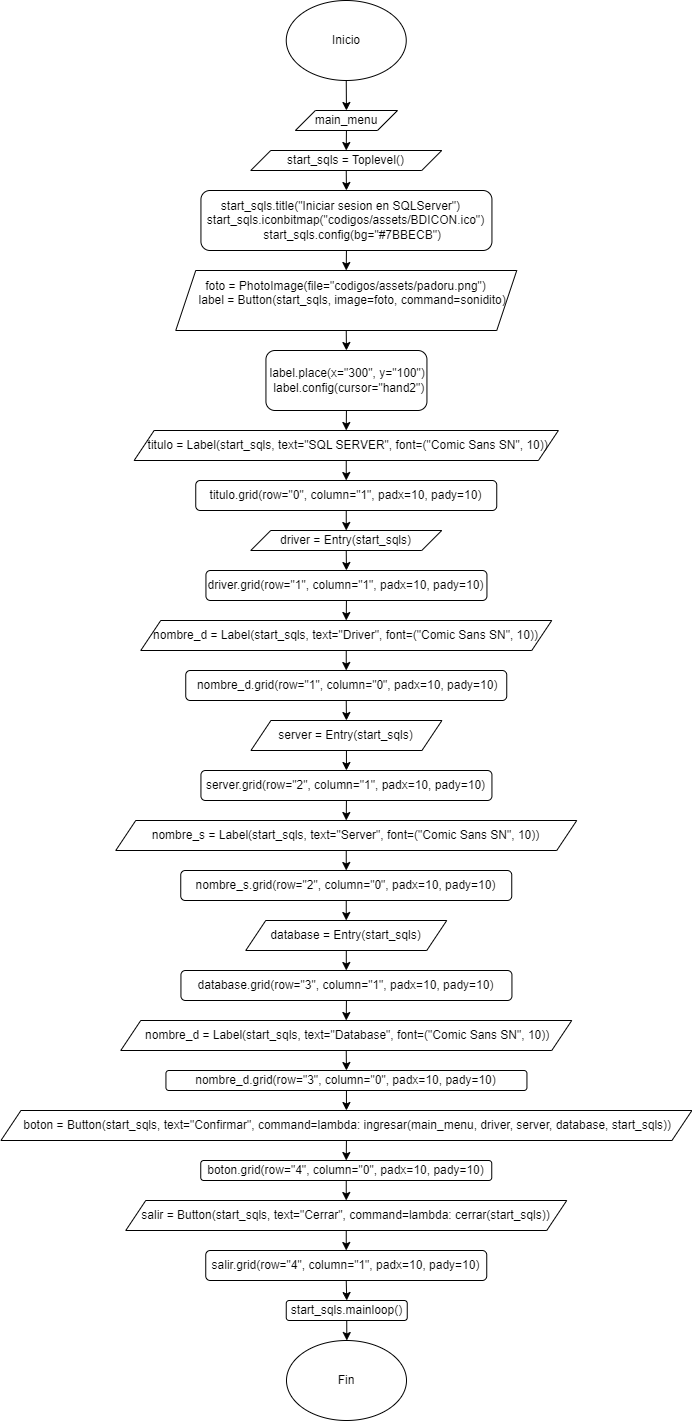 Inicio
main_menu
start_sqls = Toplevel()
start_sqls.title("Iniciar sesion en SQLServer")
start_sqls.iconbitmap("codigos/assets/BDICON.ico")
start_sqls.config(bg="#7BBECB")
foto = PhotoImage(file="codigos/assets/padoru.png")
label = Button(start_sqls, image=foto, command=sonidito)
label.place(x="300", y="100")
label.config(cursor="hand2")
titulo = Label(start_sqls, text="SQL SERVER", font=("Comic Sans SN", 10))
titulo.grid(row="0", column="1", padx=10, pady=10)
driver = Entry(start_sqls)
driver.grid(row="1", column="1", padx=10, pady=10)
nombre_d = Label(start_sqls, text="Driver", font=("Comic Sans SN", 10))
nombre_d.grid(row="1", column="0", padx=10, pady=10)
server = Entry(start_sqls)
server.grid(row="2", column="1", padx=10, pady=10)
nombre_s = Label(start_sqls, text="Server", font=("Comic Sans SN", 10))
nombre_s.grid(row="2", column="0", padx=10, pady=10)
database = Entry(start_sqls)
database.grid(row="3", column="1", padx=10, pady=10)
nombre_d = Label(start_sqls, text="Database", font=("Comic Sans SN", 10))
nombre_d.grid(row="3", column="0", padx=10, pady=10)
boton = Button(start_sqls, text="Confirmar", command=lambda: ingresar(main_menu, driver, server, database, start_sqls))
boton.grid(row="4", column="0", padx=10, pady=10)
salir = Button(start_sqls, text="Cerrar", command=lambda: cerrar(start_sqls))
salir.grid(row="4", column="1", padx=10, pady=10)
start_sqls.mainloop()
Fin